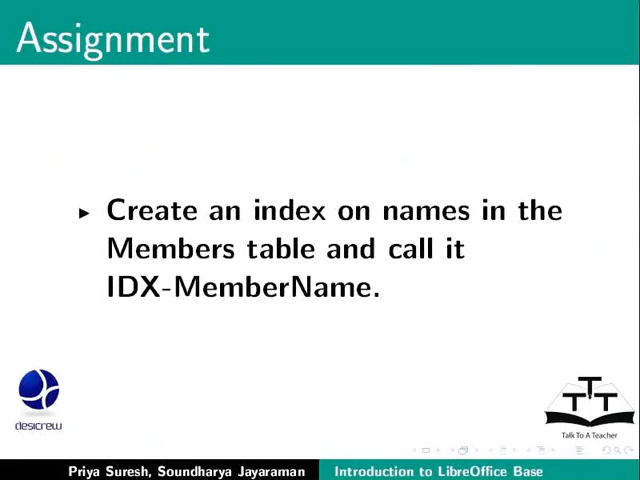 Assignment
Create an index on names in the
Members table and call it
IDX-MemberName.
desicrew
T T T
Talk To A Teacher
Priya Suresh, Soundharya Jayaraman
Introduction to LibreOffice Base